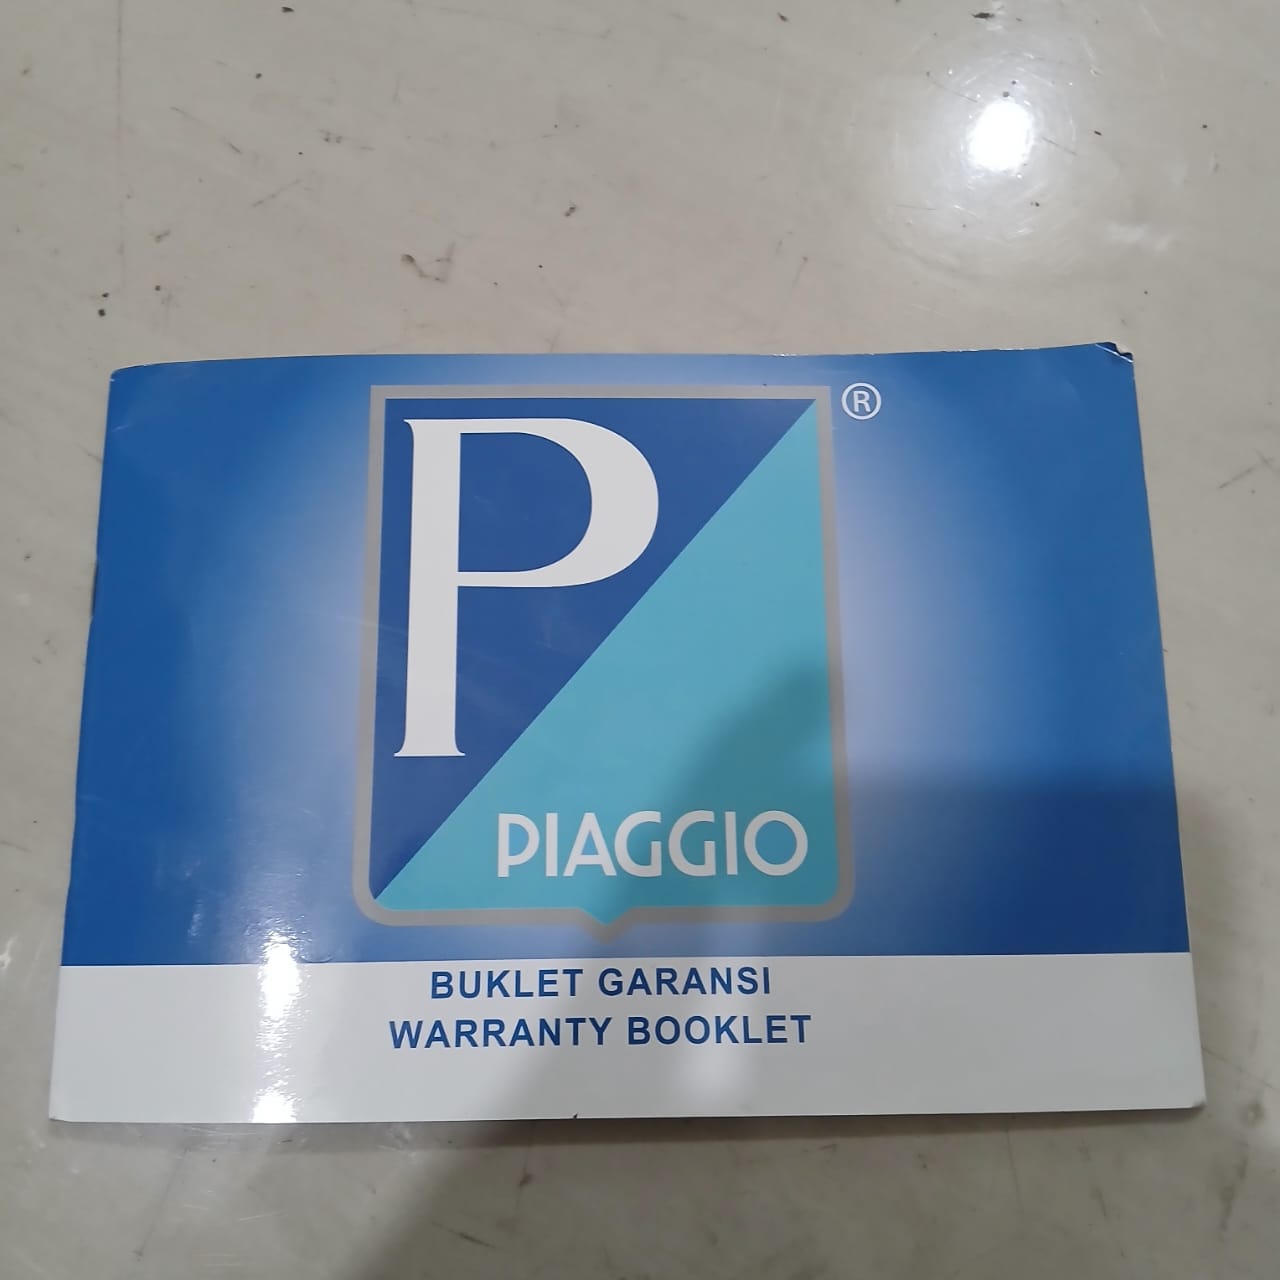 P
®
PIAGGIO
BUKLET GARANSI
WARRANTY BOOKLET